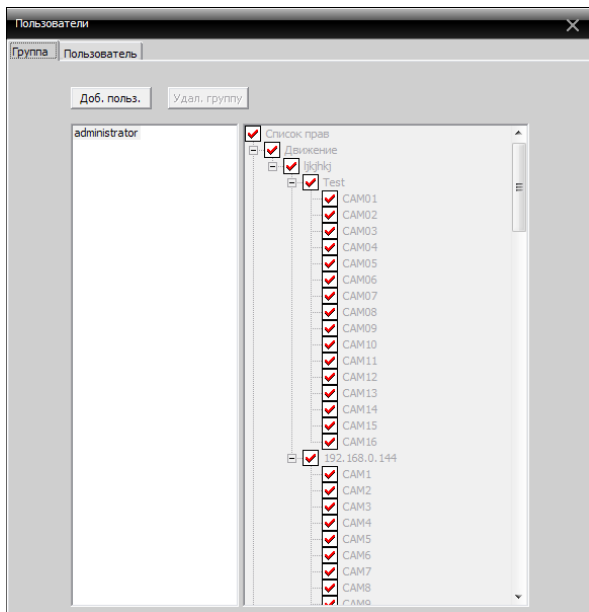 Пользователи
Группа Пользователь
Доб. польз. Удал. группу
administrator
Список прав
Движение
ljkjhkj
Test
CAM01
CAM02
CAM03
CAM04
CAM05
CAM06
CAM07
CAM08
CAM09
CAM10
CAM11
CAM12
CAM13
CAM14
CAM15
CAM16
192.168.0.144
CAM1
CAM2
CAM3
CAM4
CAM5
CAM6
CAM7
CAM8
CAM9